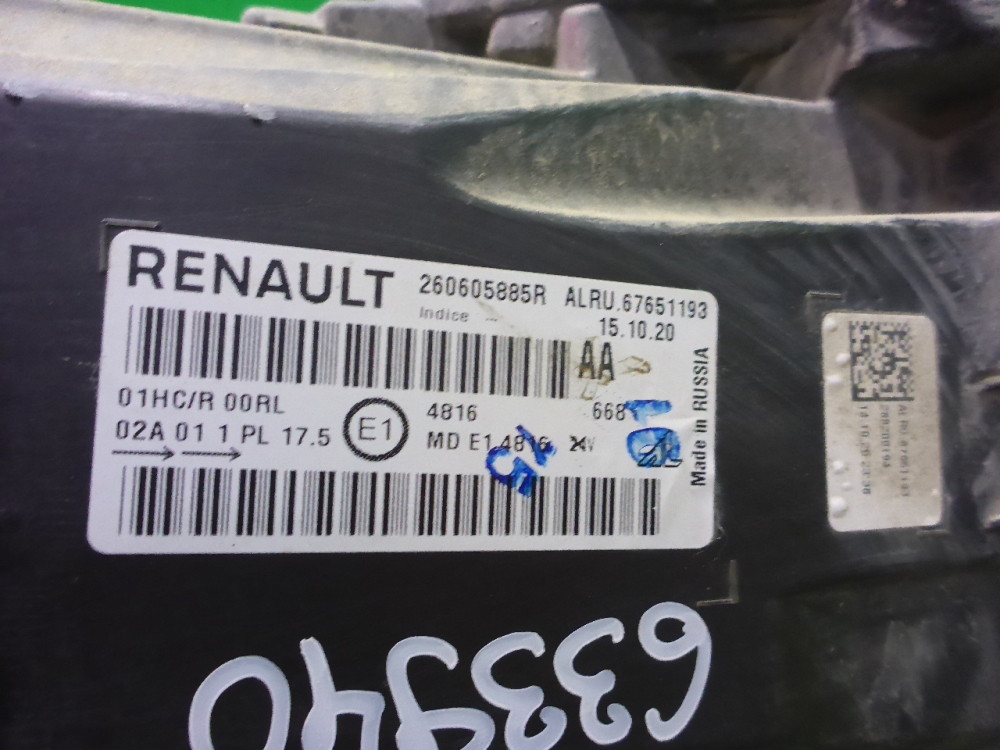 RENAULT 260605885R ALRU.67651193
Indice ... 15.10.20
AA
01HC/R 00RL 4816 668
02A 01 1 PL 17.5 E1 MD E1 4816
Made in RUSSIA